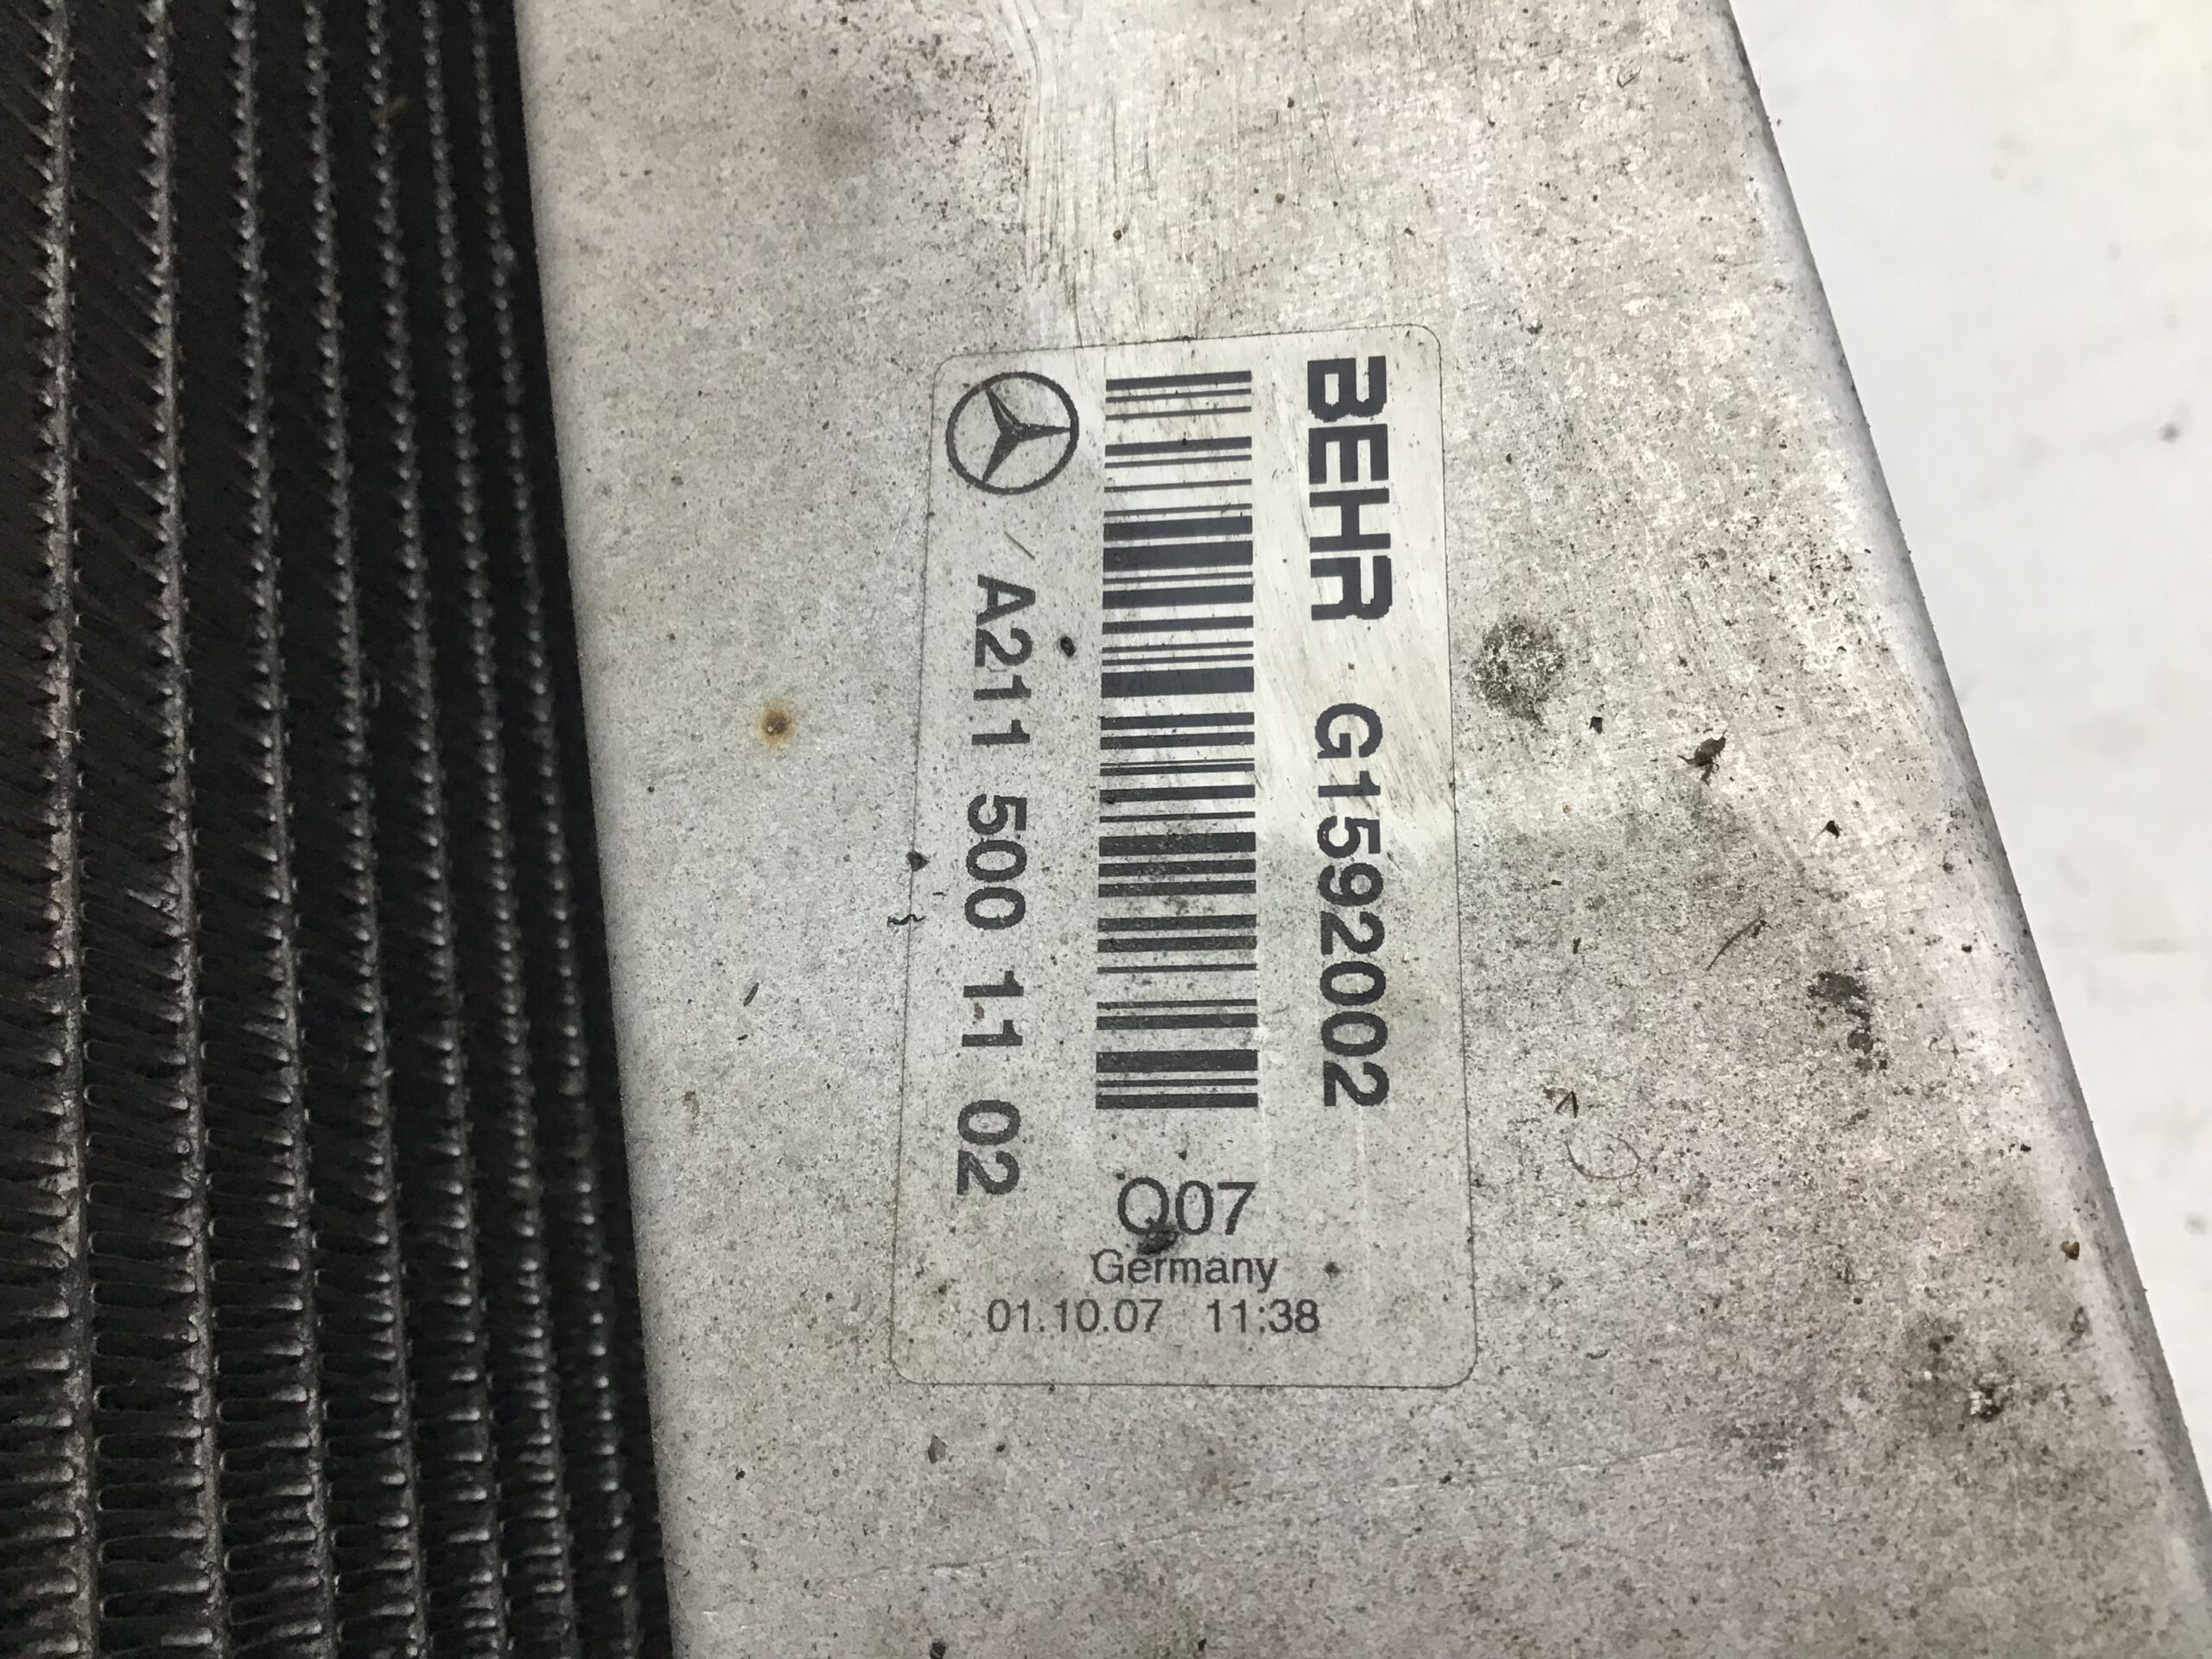 BEHR G1592002
A211 500 11 02
Q07
Germany
01.10.07 11:38